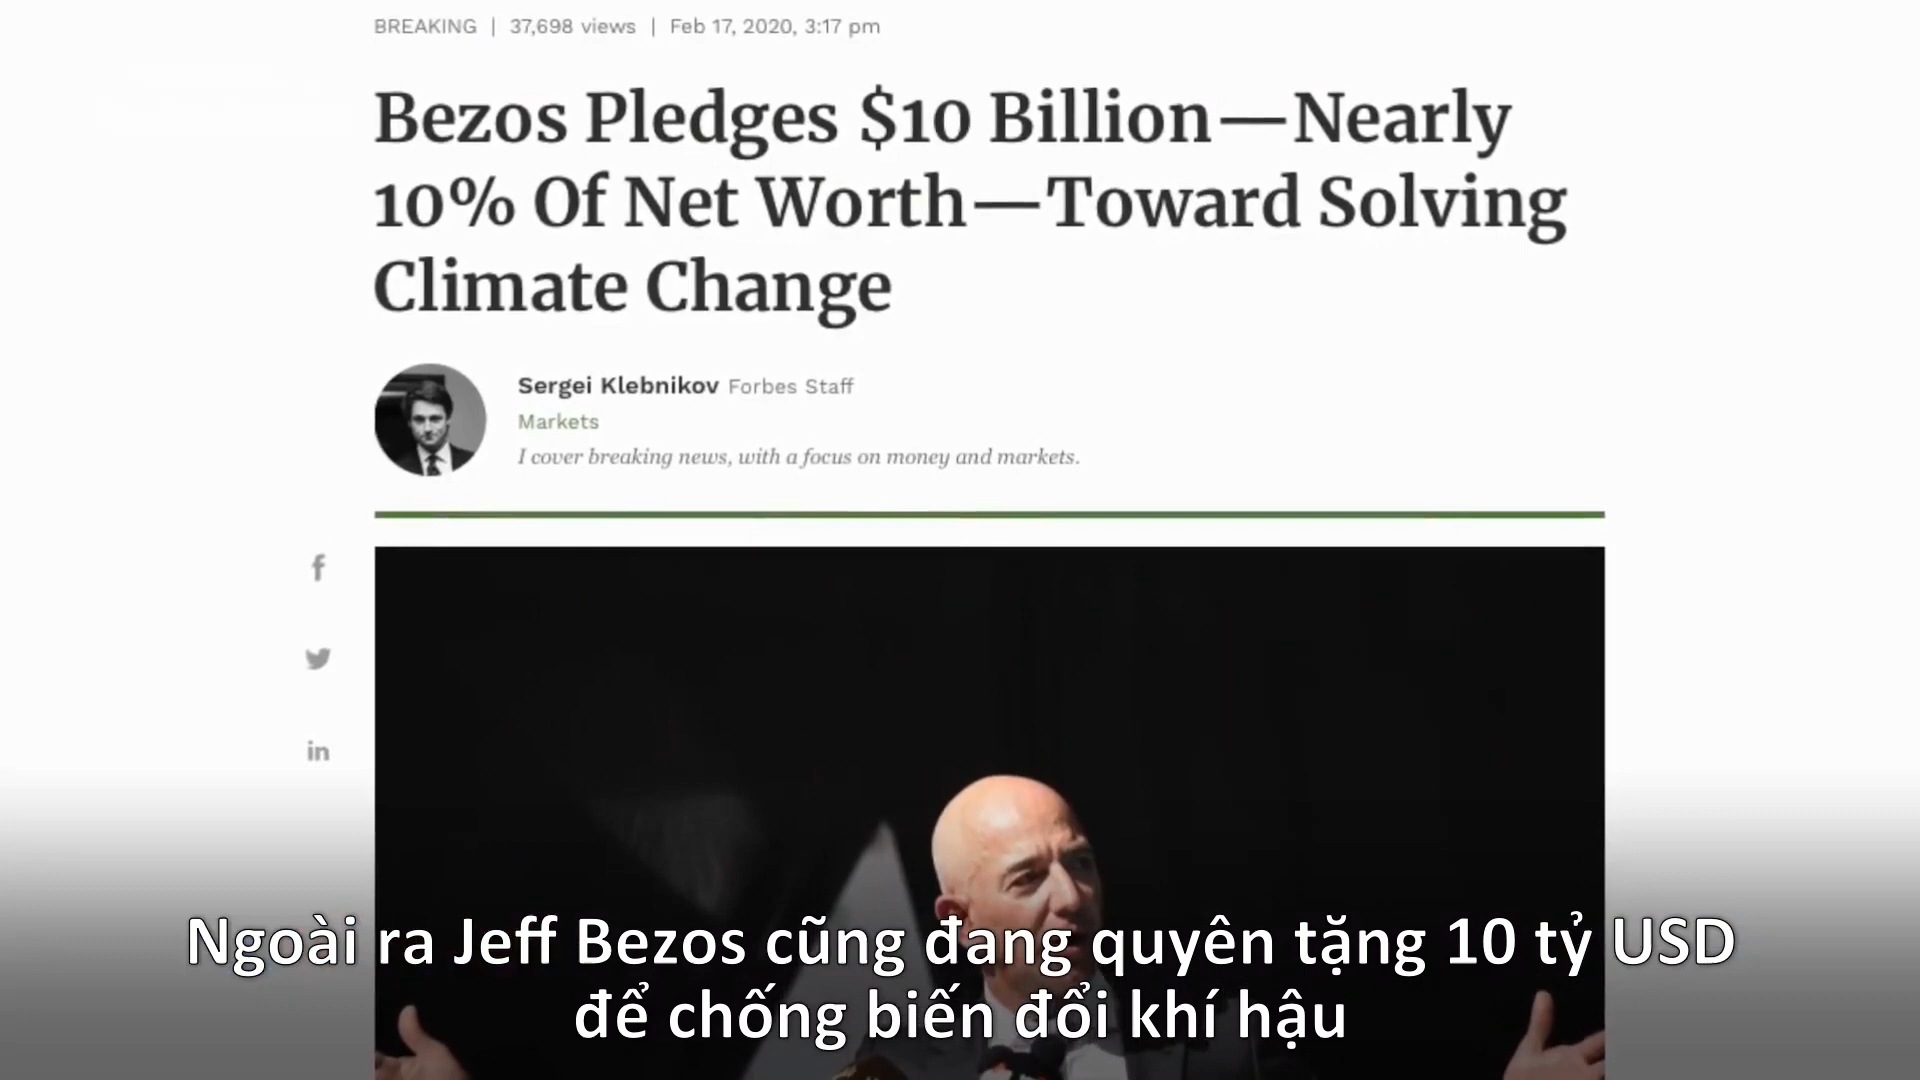 BREAKING | 37,698 views | Feb 17, 2020, 3:17 pm
Bezos Pledges $10 Billion—Nearly
10% Of Net Worth—Toward Solving
Climate Change
Sergei Klebnikov Forbes Staff
Markets
I cover breaking news, with a focus on money and markets.
f
in
Ngoài ra Jeff Bezos cũng đang quyên tặng 10 tỷ USD
để chống biến đổi khí hậu